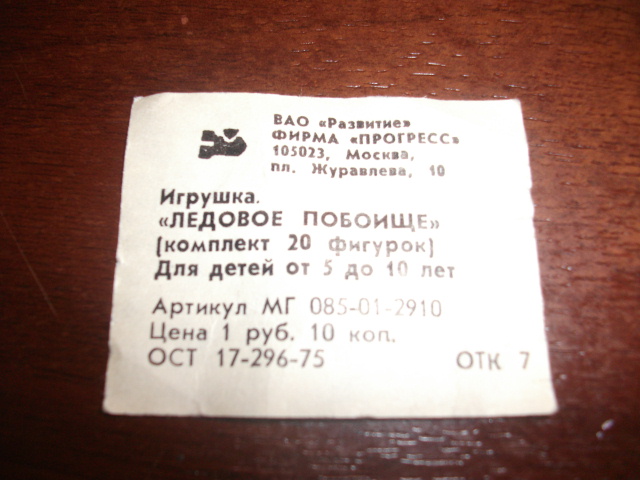 ВАО «Развитие»
ФИРМА «ПРОГРЕСС»
105023, Москва,
пл. Журавлева, 10
Игрушка.
«ЛЕДОВОЕ ПОБОИЩЕ»
(комплект 20 фигурок)
Для детей от 5 до 10 лет
Артикул МГ 085-01-2910
Цена 1 руб. 10 коп.
ОСТ 17-296-75 ОТК 7